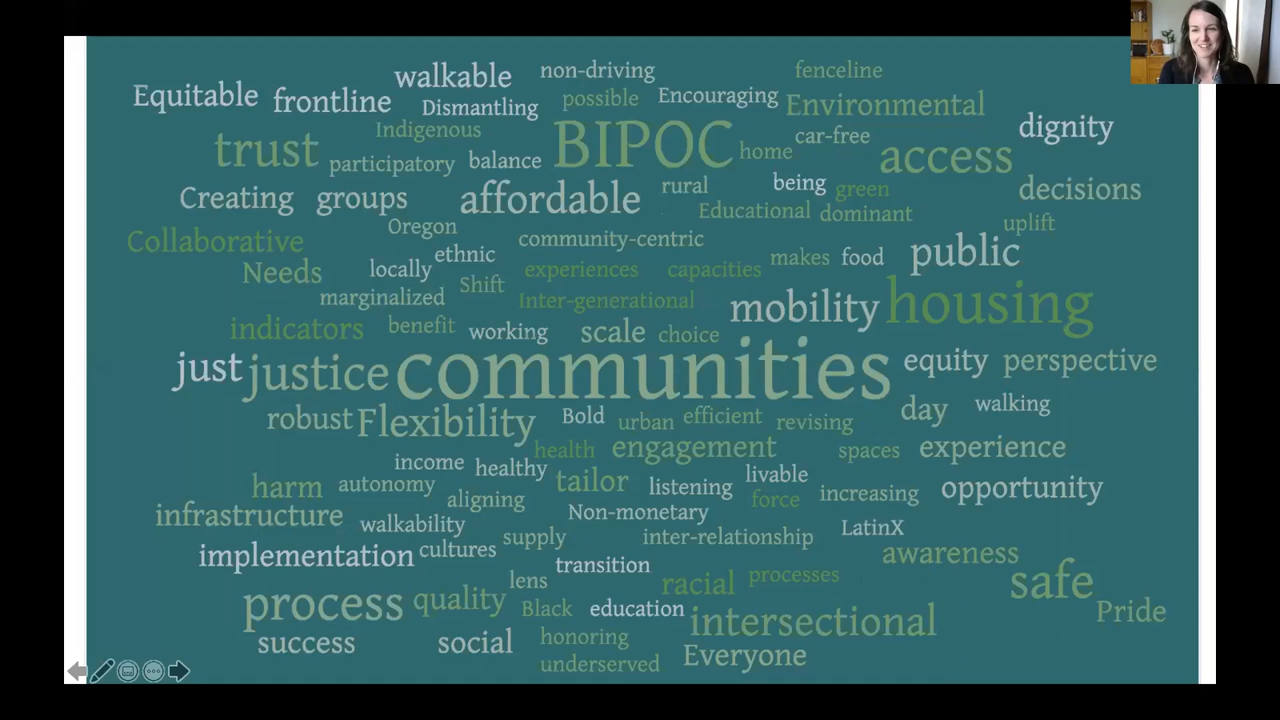 walkable non-driving fenceline
Equitable frontline Dismantling possible Encouraging Environmental
Indigenous BIPOC car-free dignity
trust participatory balance home access
Creating groups affordable rural being green decisions
Oregon Educational dominant uplift
Collaborative ethnic community-centric public
Needs locally experiences capacities makes food
marginalized Shift Inter-generational mobility housing
indicators benefit working scale choice
just justice communities equity perspective
robust Flexibility Bold urban efficient revising day walking
health engagement spaces experience
income healthy livable
harm autonomy aligning tailor listening force increasing opportunity
infrastructure walkability Non-monetary LatinX
implementation cultures supply inter-relationship awareness
lens transition racial processes safe
process quality Black education intersectional Pride
success social honoring Everyone
underserved